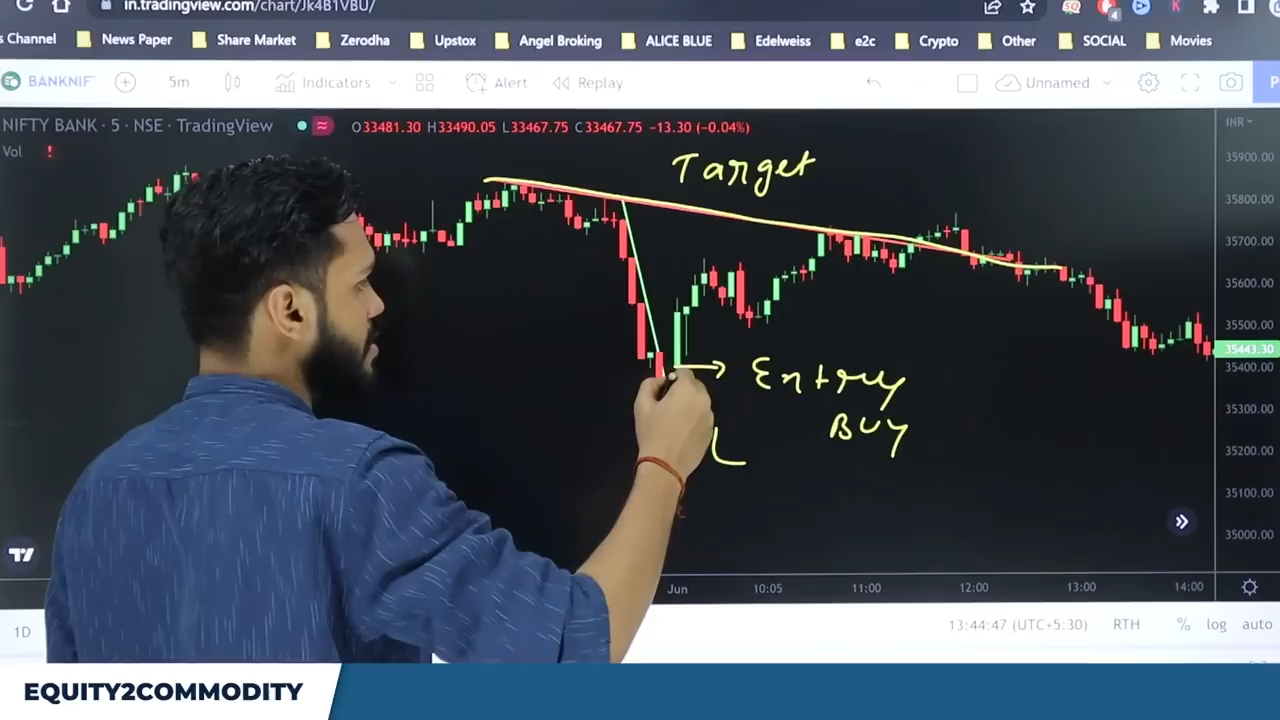 in.tradingview.com/chart/Jk4B1VBU/
s Channel News Paper Share Market Zerodha Upstox Angel Broking ALICE BLUE Edelweiss e2c Crypto Other SOCIAL Movies
BANKNIF 5m Indicators Alert Replay Unnamed P
NIFTY BANK · 5 · NSE · TradingView O33481.30 H33490.05 L33467.75 C33467.75 −13.30 (−0.04%) INR
Vol !
Target
35900.00
35800.00
35700.00
35600.00
35500.00
35443.30
35400.00
Entry
BUY
35300.00
35200.00
35100.00
35000.00
Jun 10:05 11:00 12:00 13:00 14:00
1D 13:44:47 (UTC+5:30) RTH % log auto
EQUITY2COMMODITY